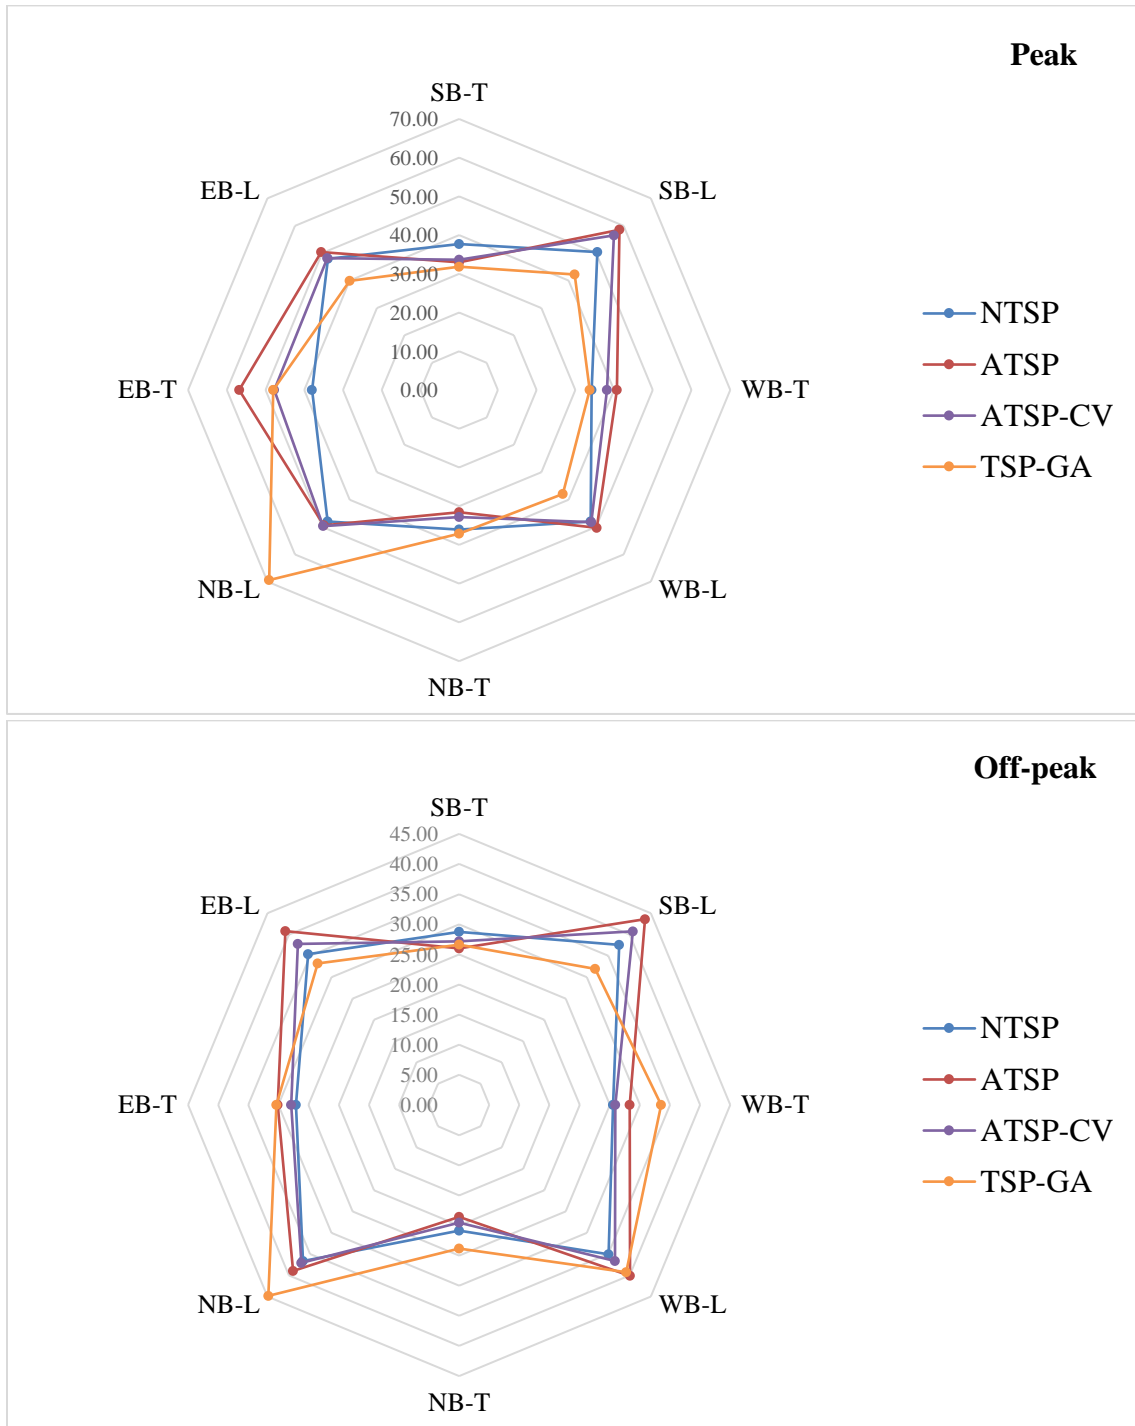 Peak
SB-T
70.00
60.00
50.00
40.00
30.00
20.00
10.00
0.00
EB-L
SB-L
EB-T
WB-T
NB-L
WB-L
NB-T
NTSP
ATSP
ATSP-CV
TSP-GA
Off-peak
SB-T
45.00
40.00
35.00
30.00
25.00
20.00
15.00
10.00
5.00
0.00
EB-L
SB-L
EB-T
WB-T
NB-L
WB-L
NB-T
NTSP
ATSP
ATSP-CV
TSP-GA